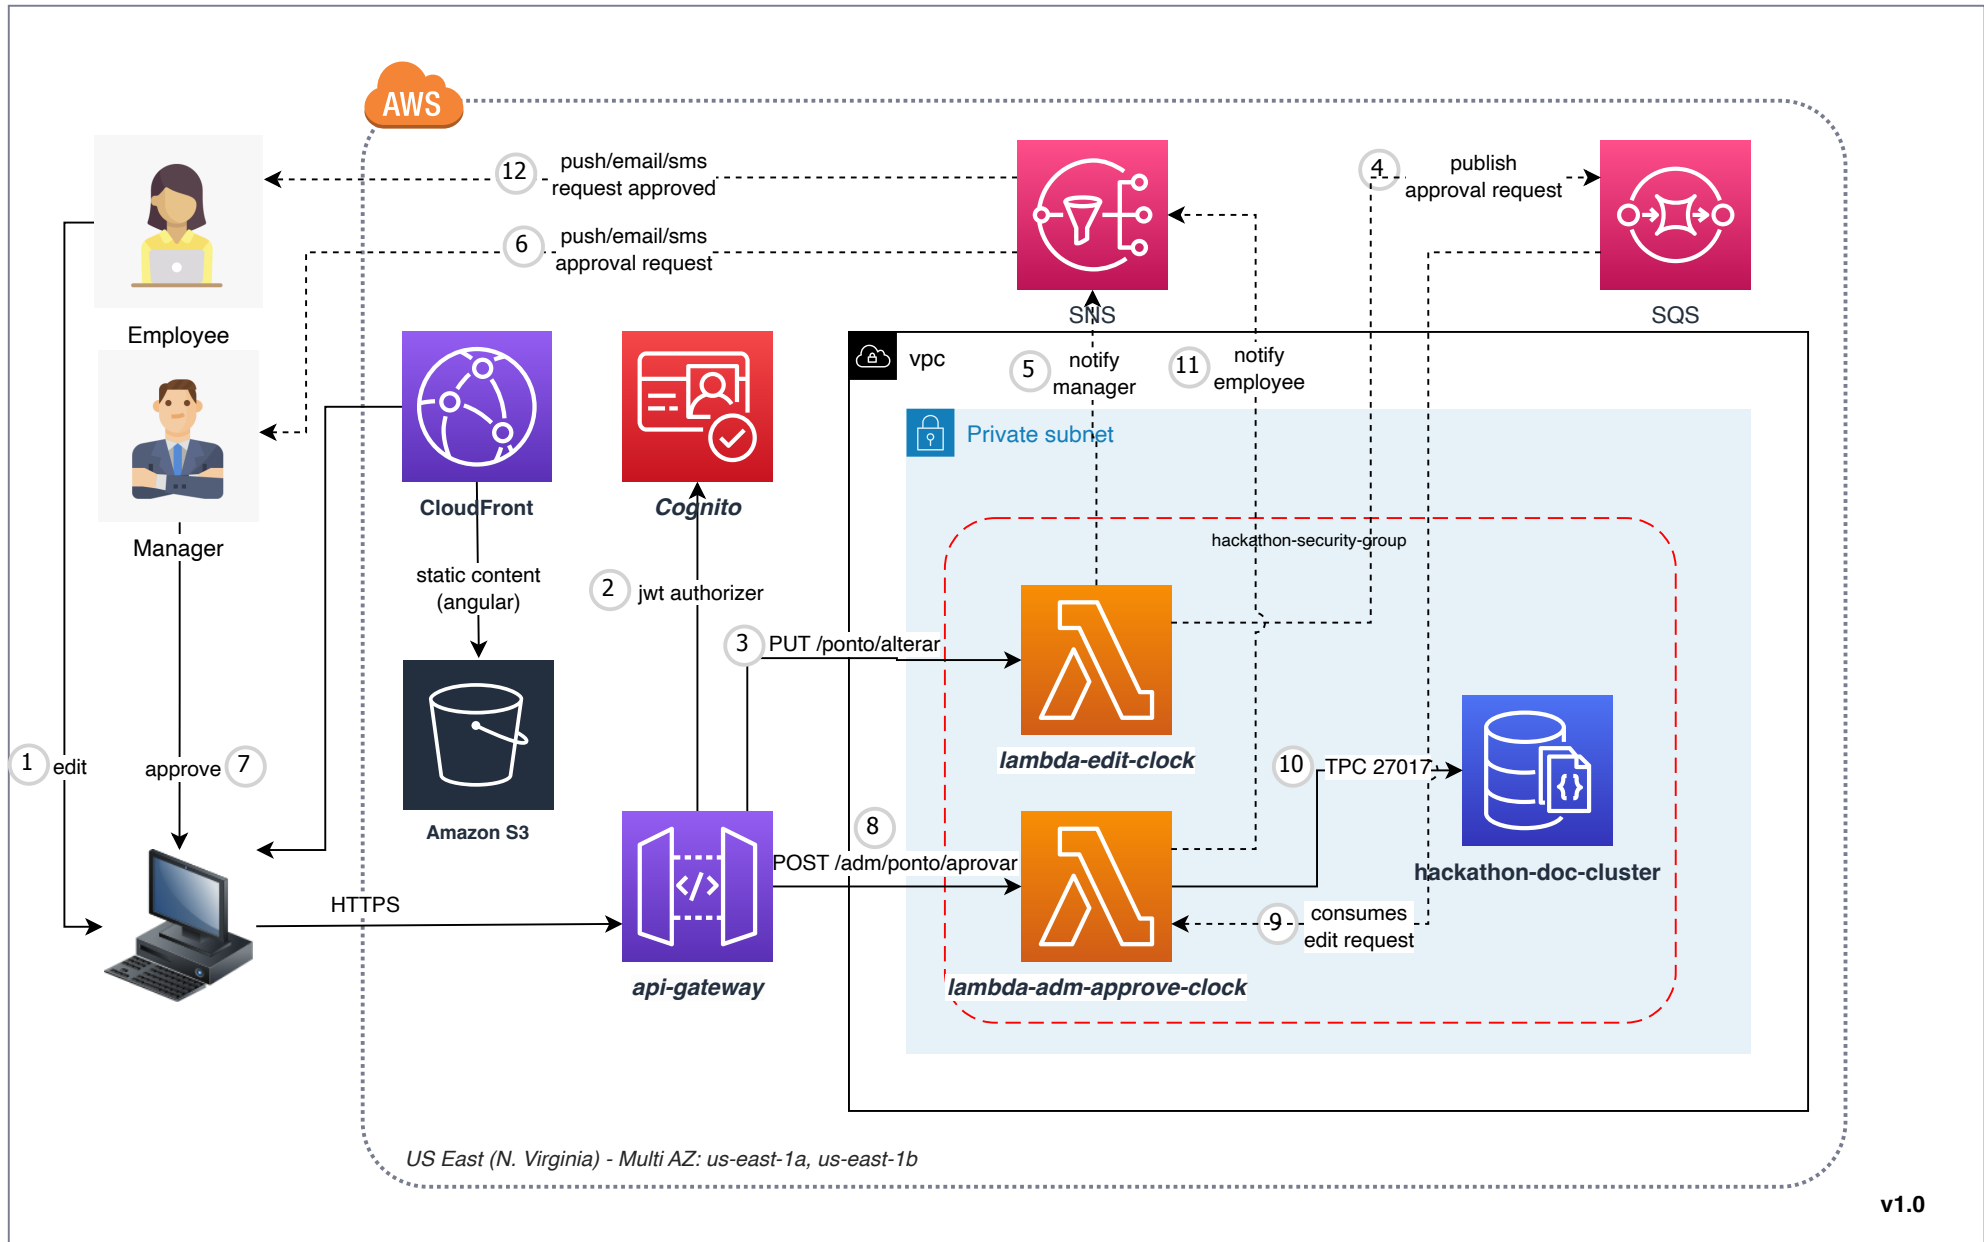 AWS
12
push/email/sms
request approved
4
publish
approval request
6
push/email/sms
approval request
Employee
SNS
SQS
vpc
5
notify
manager
11
notify
employee
Private subnet
CloudFront
Cognito
Manager
hackathon-security-group
static content
(angular)
2
jwt authorizer
3
PUT /ponto/alterar
1
edit
approve
7
lambda-edit-clock
10
TPC 27017
Amazon S3
8
POST /adm/ponto/aprovar
hackathon-doc-cluster
HTTPS
9
consumes
edit request
api-gateway
lambda-adm-approve-clock
US East (N. Virginia) - Multi AZ: us-east-1a, us-east-1b
v1.0